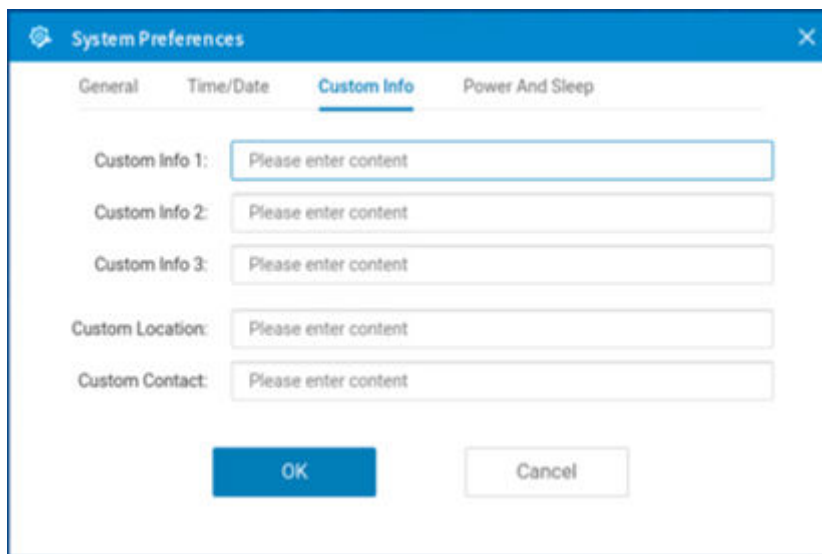 System Preferences
General Time/Date Custom Info Power And Sleep
Custom Info 1: Please enter content
Custom Info 2: Please enter content
Custom Info 3: Please enter content
Custom Location: Please enter content
Custom Contact: Please enter content
OK Cancel